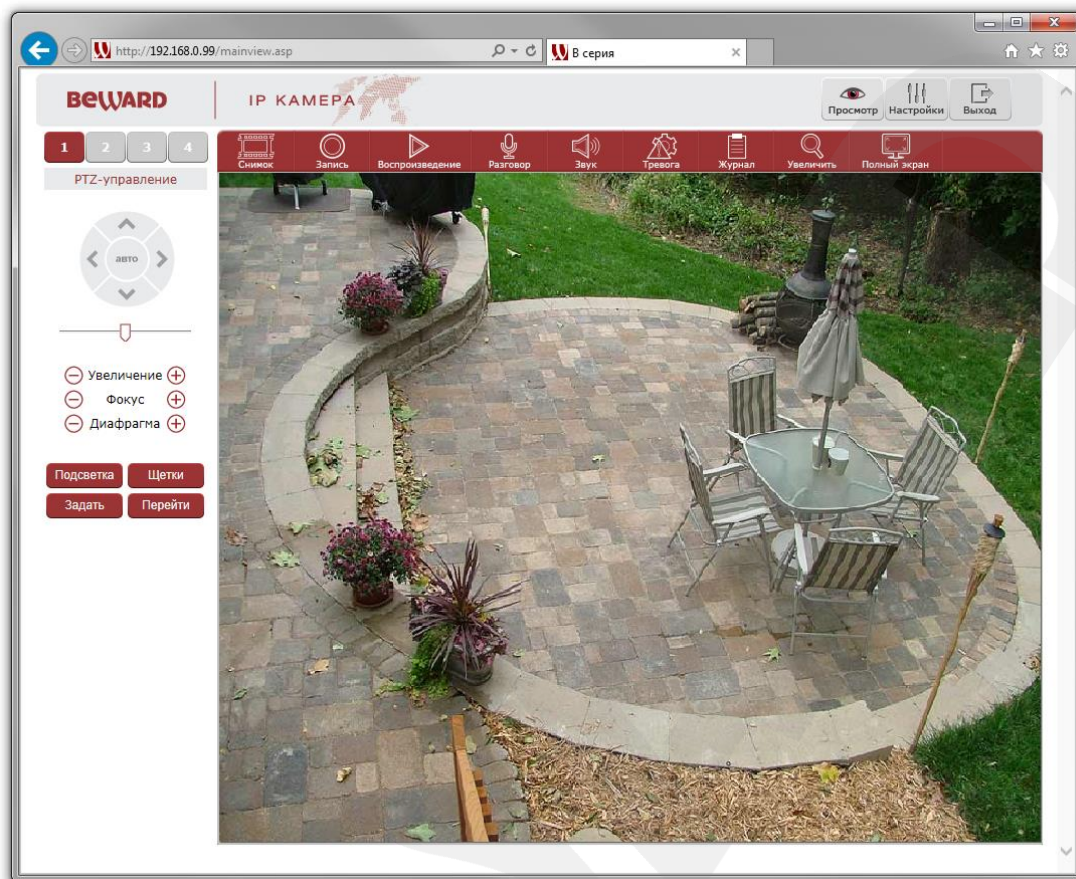 http://192.168.0.99/mainview.asp
В серия
BEWARD
IP КАМЕРА
Просмотр Настройки Выход
1 2 3 4
Снимок Запись Воспроизведение Разговор Звук Тревога Журнал Увеличить Полный экран
PTZ-управление
авто
Увеличение
Фокус
Диафрагма
Подсветка Щетки
Задать Перейти